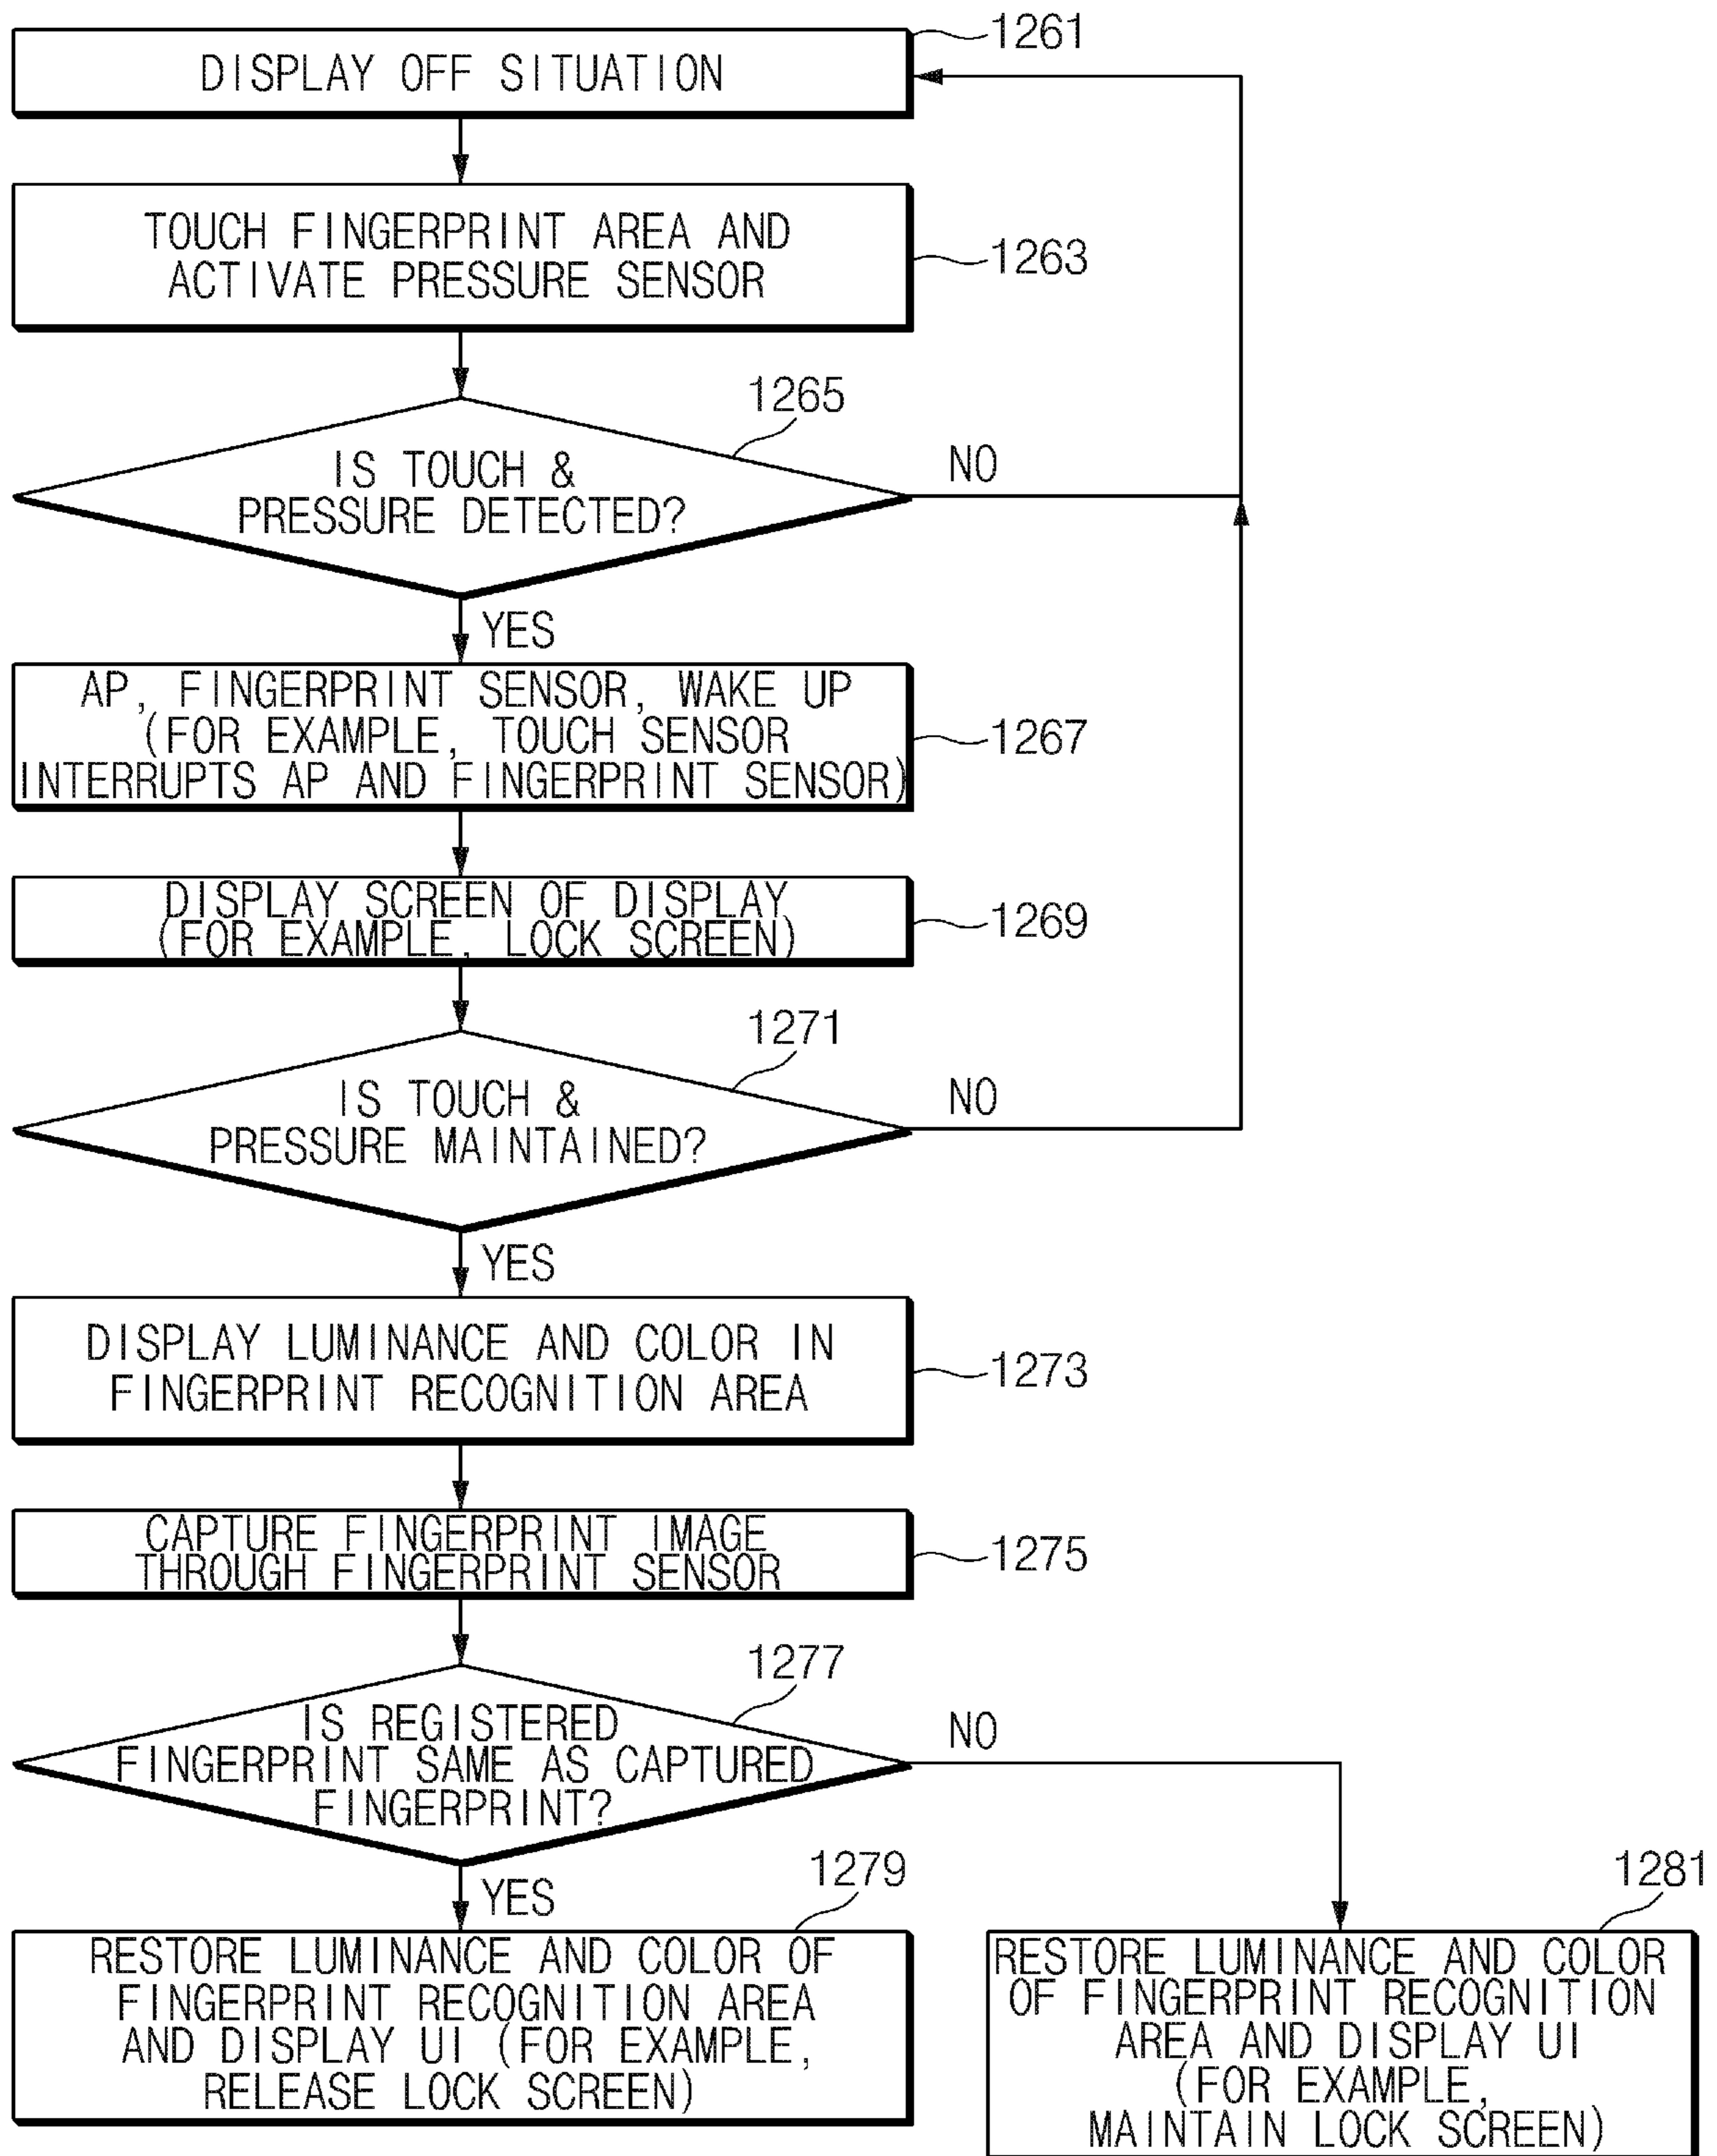 1261
DISPLAY OFF SITUATION
TOUCH FINGERPRINT AREA AND
ACTIVATE PRESSURE SENSOR
1263
1265
IS TOUCH &
PRESSURE DETECTED?
NO
YES
AP, FINGERPRINT SENSOR, WAKE UP
(FOR EXAMPLE, TOUCH SENSOR
INTERRUPTS AP AND FINGERPRINT SENSOR)
1267
DISPLAY SCREEN OF DISPLAY
(FOR EXAMPLE, LOCK SCREEN)
1269
1271
IS TOUCH &
PRESSURE MAINTAINED?
NO
YES
DISPLAY LUMINANCE AND COLOR IN
FINGERPRINT RECOGNITION AREA
1273
CAPTURE FINGERPRINT IMAGE
THROUGH FINGERPRINT SENSOR
1275
1277
IS REGISTERED
FINGERPRINT SAME AS CAPTURED
FINGERPRINT?
NO
YES
1279
RESTORE LUMINANCE AND COLOR OF
FINGERPRINT RECOGNITION AREA
AND DISPLAY UI (FOR EXAMPLE,
RELEASE LOCK SCREEN)
1281
RESTORE LUMINANCE AND COLOR
OF FINGERPRINT RECOGNITION
AREA AND DISPLAY UI
(FOR EXAMPLE,
MAINTAIN LOCK SCREEN)